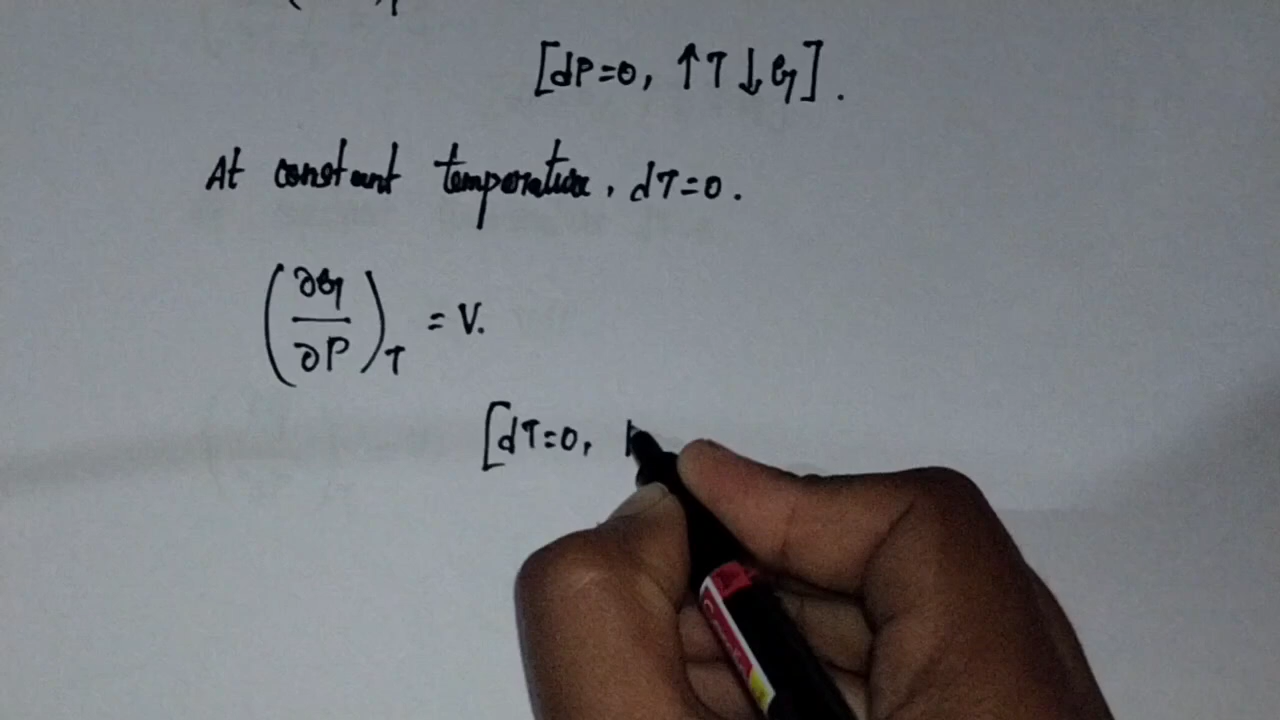 [dP=0, ↑T ↓G].
At constant temperature, dT=0.
(∂G/∂P)T = V.
[dT=0,